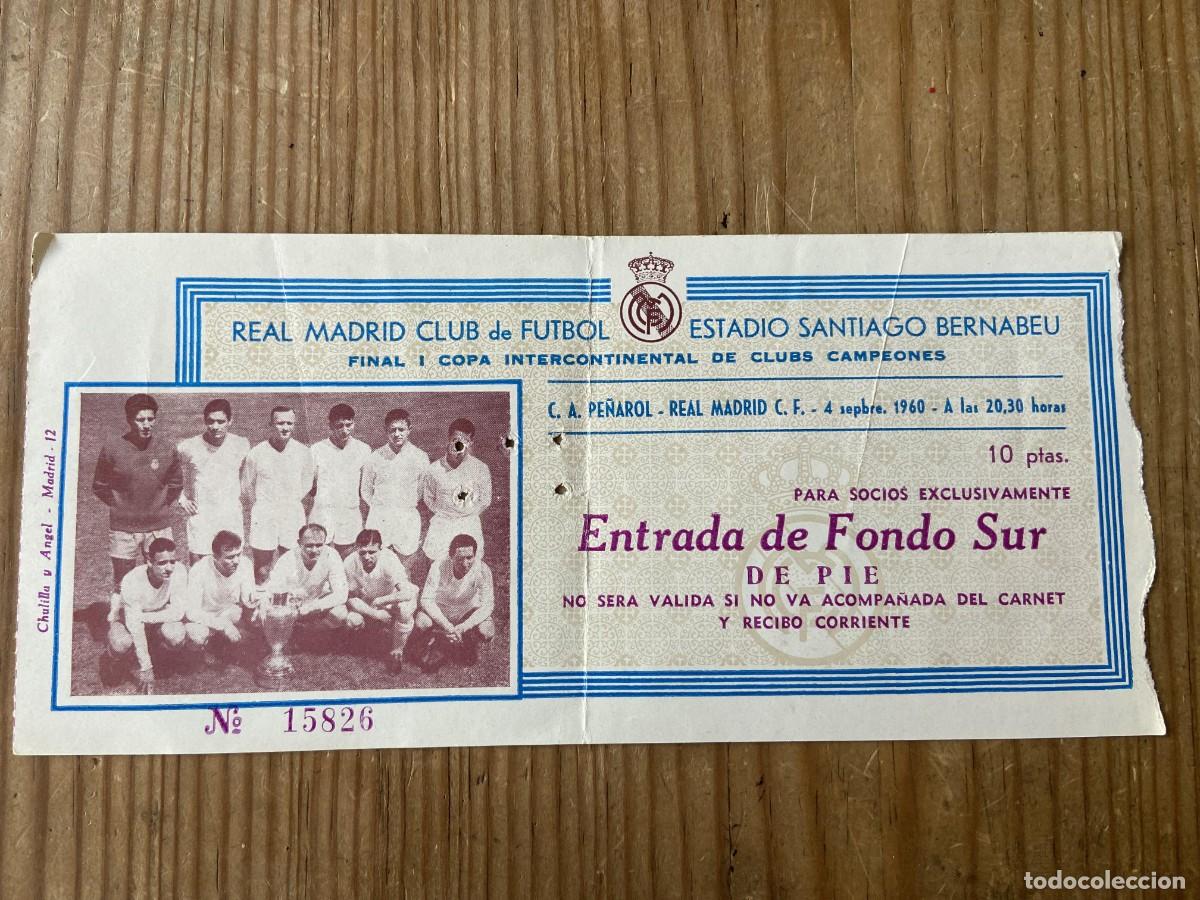 REAL MADRID CLUB de FUTBOL ESTADIO SANTIAGO BERNABEU
FINAL I COPA INTERCONTINENTAL DE CLUBS CAMPEONES
C. A. PEÑAROL - REAL MADRID C. F. - 4 sepbre. 1960 - A las 20,30 horas
10 ptas.
PARA SOCIOS EXCLUSIVAMENTE
Entrada de Fondo Sur
DE PIE
NO SERA VALIDA SI NO VA ACOMPAÑADA DEL CARNET
Y RECIBO CORRIENTE
Chulilla y Angel - Madrid - 12
Nº 15826
todocoleccion